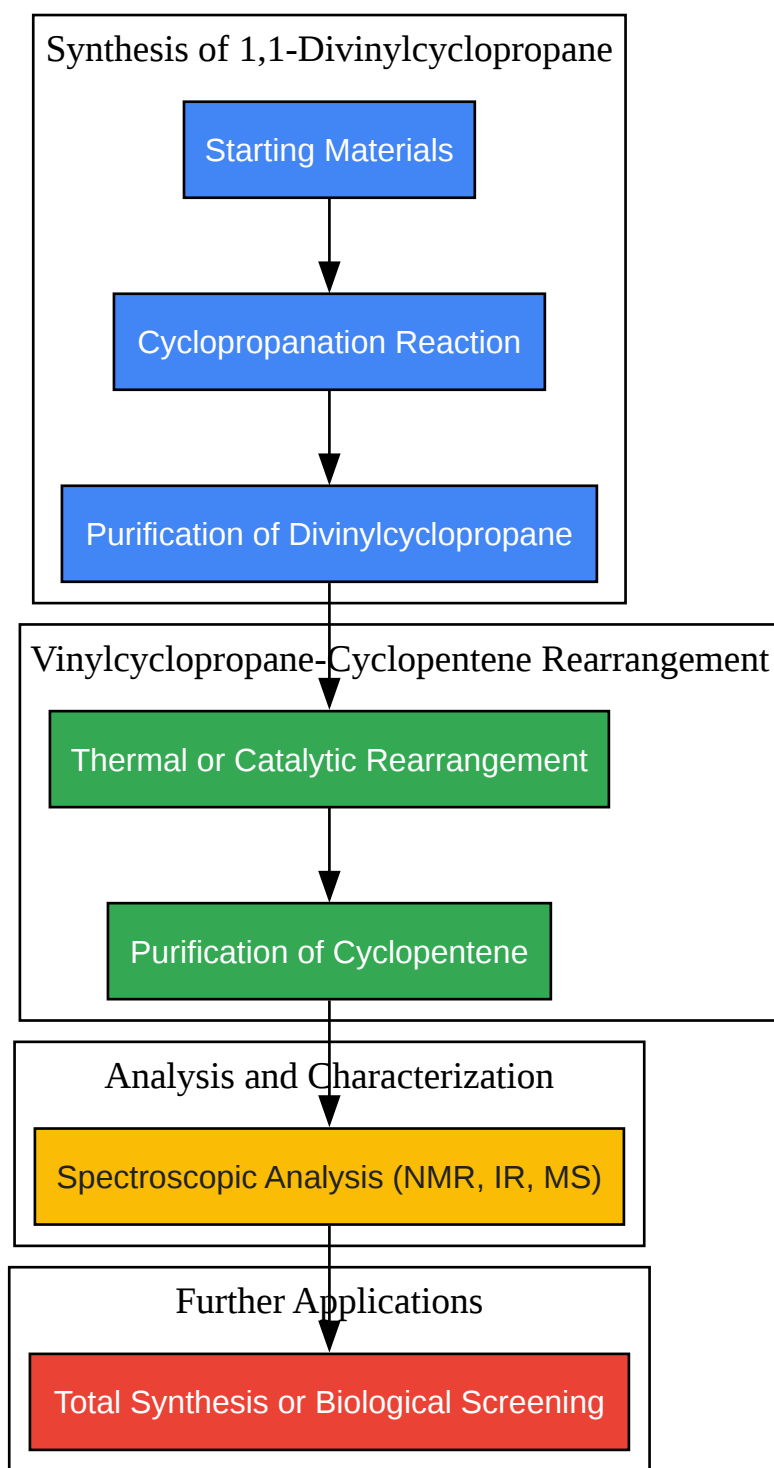 Synthesis of 1,1-Divinylcyclopropane
Starting Materials
Cyclopropanation Reaction
Purification of Divinylcyclopropane
Vinylcyclopropane-Cyclopentene Rearrangement
Thermal or Catalytic Rearrangement
Purification of Cyclopentene
Analysis and Characterization
Spectroscopic Analysis (NMR, IR, MS)
Further Applications
Total Synthesis or Biological Screening